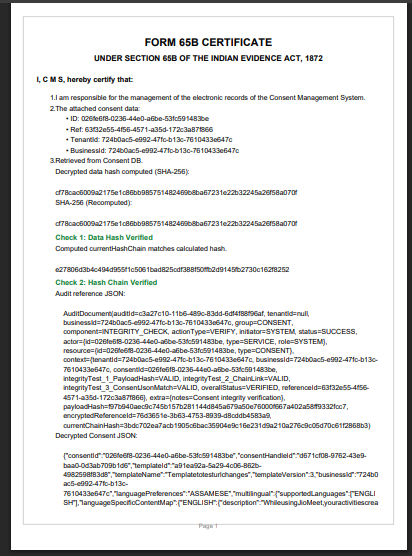 FORM 65B CERTIFICATE
UNDER SECTION 65B OF THE INDIAN EVIDENCE ACT, 1872
I, C M S, hereby certify that:
1.I am responsible for the management of the electronic records of the Consent Management System.
2.The attached consent data:
• ID: 026fe6f8-0236-44e0-a6be-53fc591483be
• Ref: 63f32e55-4f56-4571-a35d-172c3a87f866
• TenantId: 724b0ac5-e992-47fc-b13c-7610433e647c
• BusinessId: 724b0ac5-e992-47fc-b13c-7610433e647c
3.Retrieved from Consent DB.
Decrypted data hash computed (SHA-256):
cf78cac6009a2175e1c86bb985751482469b8ba67231e22b32245a26f58a070f
SHA-256 (Recomputed):
cf78cac6009a2175e1c86bb985751482469b8ba67231e22b32245a26f58a070f
Check 1: Data Hash Verified
Computed currentHashChain matches calculated hash.
e27806d3b4c494d955f1c5061bad825cdf388f50ffb2d9145fb2730c162f8252
Check 2: Hash Chain Verified
Audit reference JSON:
AuditDocument(auditId=c3a27c10-11b6-489c-83dd-6df4f88f96af, tenantId=null,
businessId=724b0ac5-e992-47fc-b13c-7610433e647c, group=CONSENT,
component=INTEGRITY_CHECK, actionType=VERIFY, initiator=SYSTEM, status=SUCCESS,
actor={id=026fe6f8-0236-44e0-a6be-53fc591483be, type=SERVICE, role=SYSTEM},
resource={id=026fe6f8-0236-44e0-a6be-53fc591483be, type=CONSENT},
context={tenantId=724b0ac5-e992-47fc-b13c-7610433e647c, businessId=724b0ac5-e992-47fc-b13c-
7610433e647c, consentId=026fe6f8-0236-44e0-a6be-53fc591483be,
integrityTest_1_PayloadHash=VALID, integrityTest_2_ChainLink=VALID,
integrityTest_3_ConsentJsonMatch=VALID, overallStatus=VERIFIED, referenceId=63f32e55-4f56-
4571-a35d-172c3a87f866}, extra={notes=Consent integrity verification},
payloadHash=f97b940aec9c745b157b281144d845a679a50e76000f667a402a58ff9332fcc7,
encryptedReferenceId=76d3651e-3b63-4753-8939-d8cddb4583a9,
currentChainHash=3bdc702ea7acb1905c6bac35904e9c16e231d9a210a276c9c05d70c61f2868b3)
Decrypted Consent JSON:
{"consentId":"026fe6f8-0236-44e0-a6be-53fc591483be","consentHandleId":"d671cf08-9762-43e9-
baa0-0d3ab709b1d6","templateId":"a91ea92a-5a29-4c06-862b-
4982598f83d8","templateName":"Templatetotesturlchanges","templateVersion":3,"businessId":"724b0
ac5-e992-47fc-b13c-
7610433e647c","languagePreferences":"ASSAMESE","multilingual":{"supportedLanguages":["ENGLI
SH"],"languageSpecificContentMap":{"ENGLISH":{"description":"WhileusingJioMeet,youractivitiescrea
Page 1